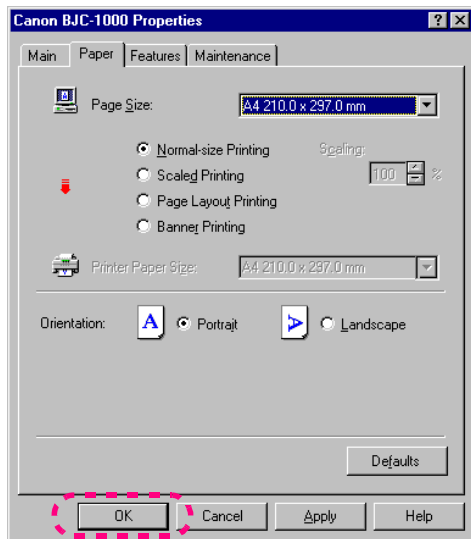 Canon BJC-1000 Properties ? X
Main Paper Features Maintenance
Page Size: A4 210.0 x 297.0 mm
Normal-size Printing Scaling:
Scaled Printing 100 %
Page Layout Printing
Banner Printing
Printer Paper Size: A4 210.0 x 297.0 mm
Orientation: A Portrait A Landscape
Defaults
OK Cancel Apply Help